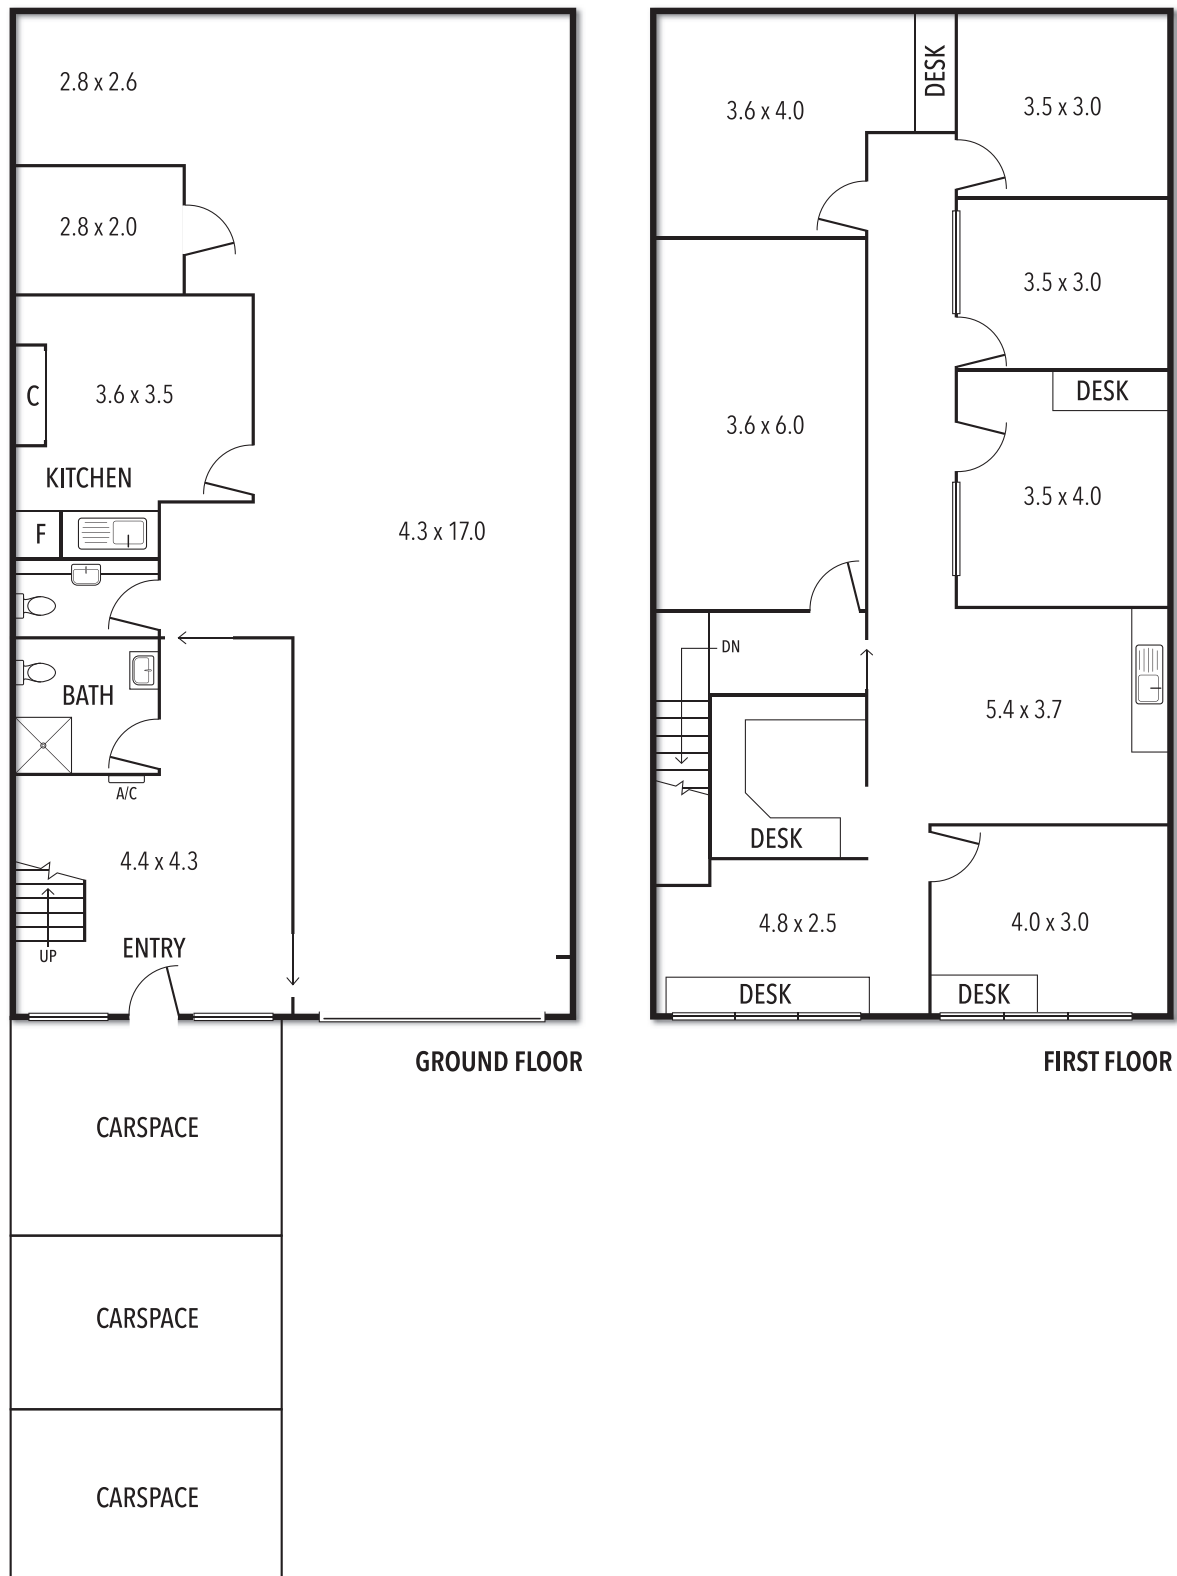 2.8 x 2.6
2.8 x 2.0
C
3.6 x 3.5
KITCHEN
F
4.3 x 17.0
BATH
A/C
4.4 x 4.3
UP
ENTRY
GROUND FLOOR
CARSPACE
CARSPACE
CARSPACE
3.6 x 4.0
DESK
3.5 x 3.0
3.5 x 3.0
DESK
3.6 x 6.0
3.5 x 4.0
DN
5.4 x 3.7
DESK
4.8 x 2.5
4.0 x 3.0
DESK
DESK
FIRST FLOOR